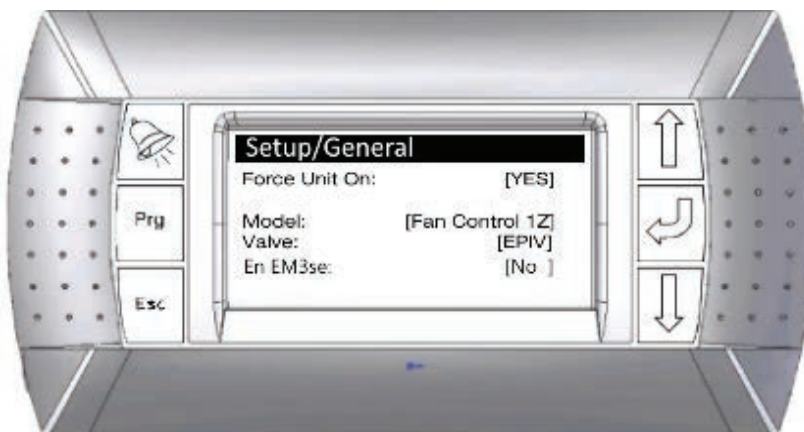 Setup/General
Force Unit On: [YES]
Model: [Fan Control 1Z]
Valve: [EPIV]
En EM3se: [No ]
Prg
Esc